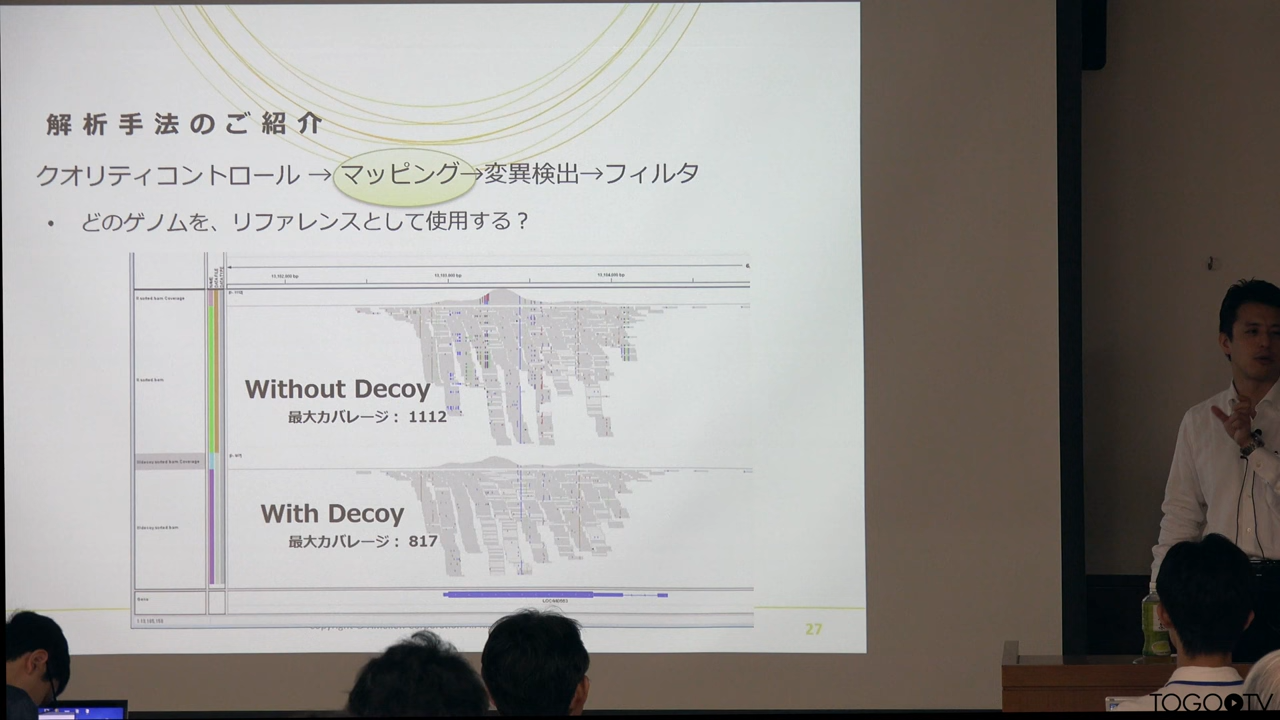 解析手法のご紹介
クオリティコントロール →マッピング→変異検出→フィルタ
• どのゲノムを、リファレンスとして使用する？
Without Decoy
最大カバレージ： 1112
With Decoy
最大カバレージ： 817
27
TOGOTV